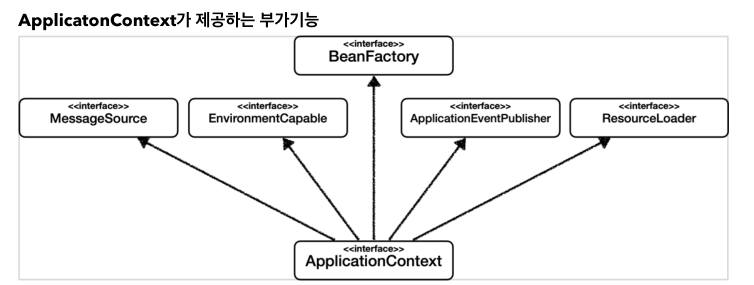 ApplicatonContext가 제공하는 부가기능
<<interface>>
BeanFactory
<<interface>>
MessageSource
<<interface>>
EnvironmentCapable
<<interface>>
ApplicationEventPublisher
<<interface>>
ResourceLoader
<<interface>>
ApplicationContext